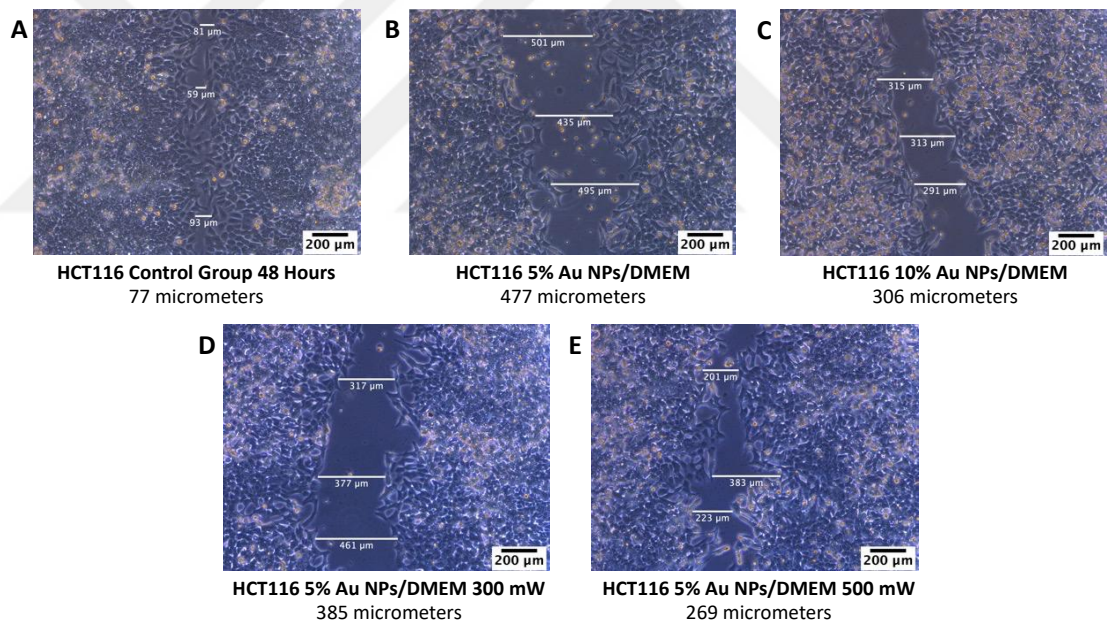 A
81 µm
59 µm
93 µm
200 µm
HCT116 Control Group 48 Hours
77 micrometers
B
501 µm
435 µm
495 µm
200 µm
HCT116 5% Au NPs/DMEM
477 micrometers
C
315 µm
313 µm
291 µm
200 µm
HCT116 10% Au NPs/DMEM
306 micrometers
D
317 µm
377 µm
461 µm
200 µm
HCT116 5% Au NPs/DMEM 300 mW
385 micrometers
E
201 µm
383 µm
223 µm
200 µm
HCT116 5% Au NPs/DMEM 500 mW
269 micrometers